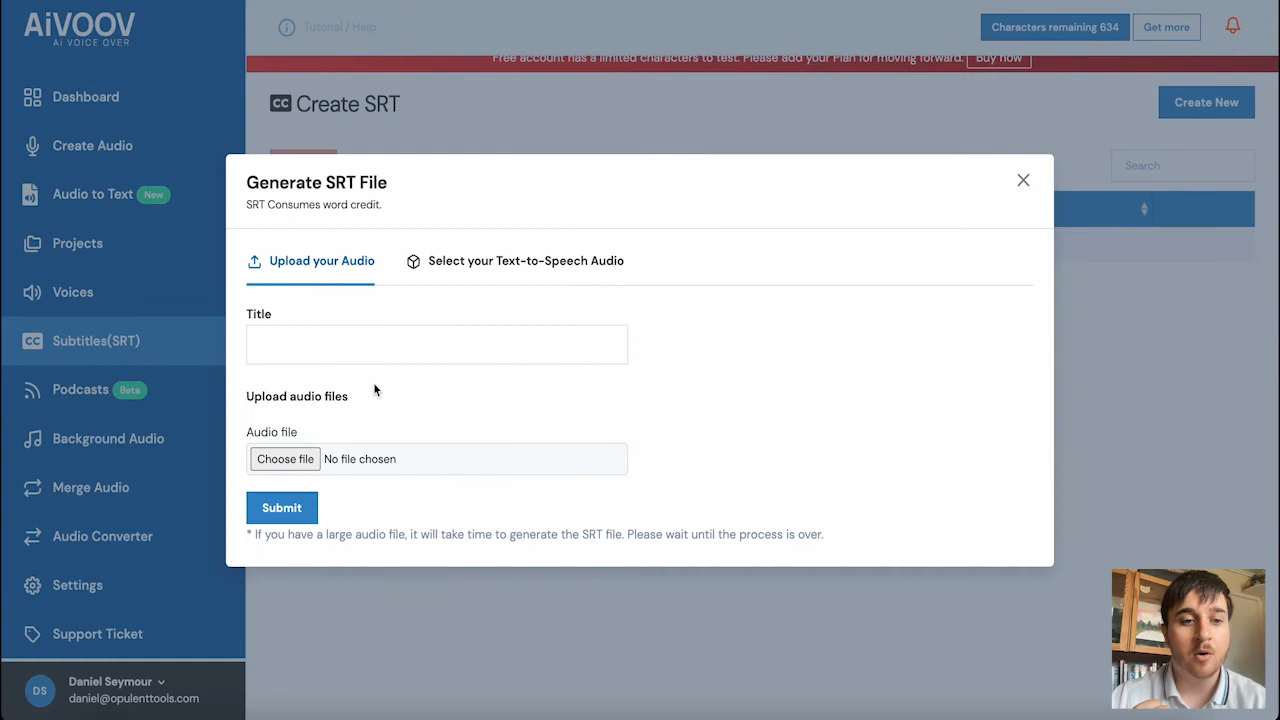 AiVOOV
AI VOICE OVER
Dashboard
Create Audio
Audio to Text New
Projects
Voices
CC Subtitles(SRT)
Podcasts Beta
Background Audio
Merge Audio
Audio Converter
Settings
Support Ticket
DS
Daniel Seymour
daniel@opulenttools.com
Tutorial / Help
Characters remaining 634
Get more
Free account has a limited characters to test. Please add your Plan for moving forward. Buy now
CC Create SRT
Create New
Search
Generate SRT File
SRT Consumes word credit.
Upload your Audio
Select your Text-to-Speech Audio
Title
Upload audio files
Audio file
Choose file No file chosen
Submit
* If you have a large audio file, it will take time to generate the SRT file. Please wait until the process is over.